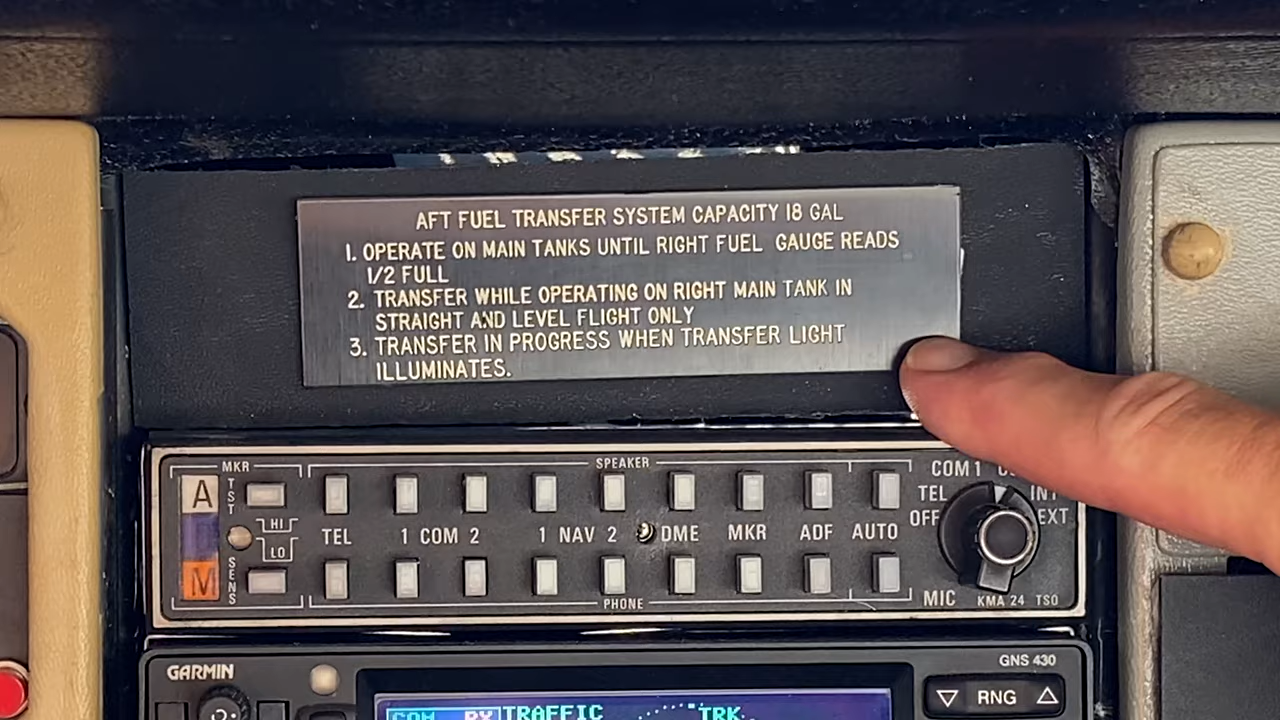 AFT FUEL TRANSFER SYSTEM CAPACITY 18 GAL
1. OPERATE ON MAIN TANKS UNTIL RIGHT FUEL GAUGE READS
1/2 FULL
2. TRANSFER WHILE OPERATING ON RIGHT MAIN TANK IN
STRAIGHT AND LEVEL FLIGHT ONLY
3. TRANSFER IN PROGRESS WHEN TRANSFER LIGHT
ILLUMINATES.
MKR SPEAKER
COM1
A TST TEL INT
HI OFF EXT
TEL 1 COM 2 1 NAV 2 DME MKR ADF AUTO
LO
M SENS
PHONE MIC KMA 24 TSO
GARMIN GNS 430
RNG
COM RX TRAFFIC TRK